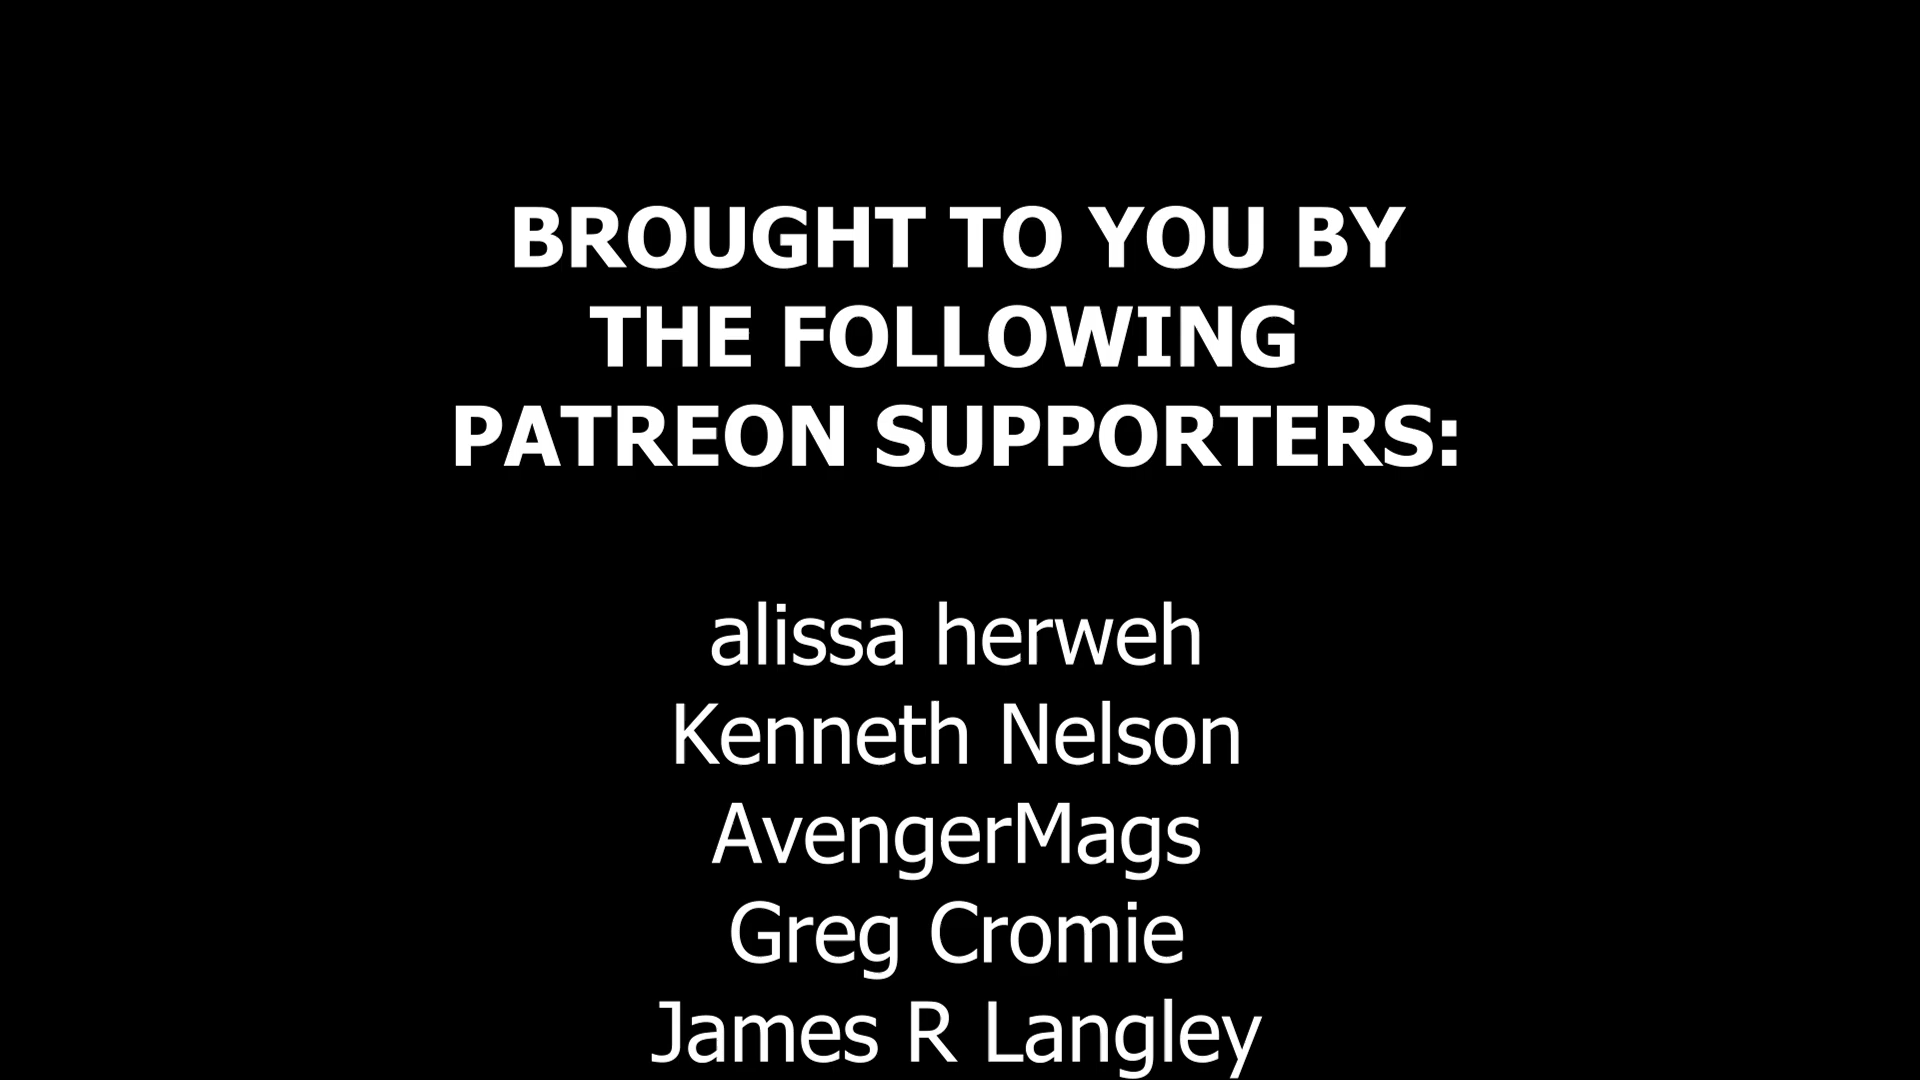 BROUGHT TO YOU BY
THE FOLLOWING
PATREON SUPPORTERS:
alissa herweh
Kenneth Nelson
AvengerMags
Greg Cromie
James R Langley